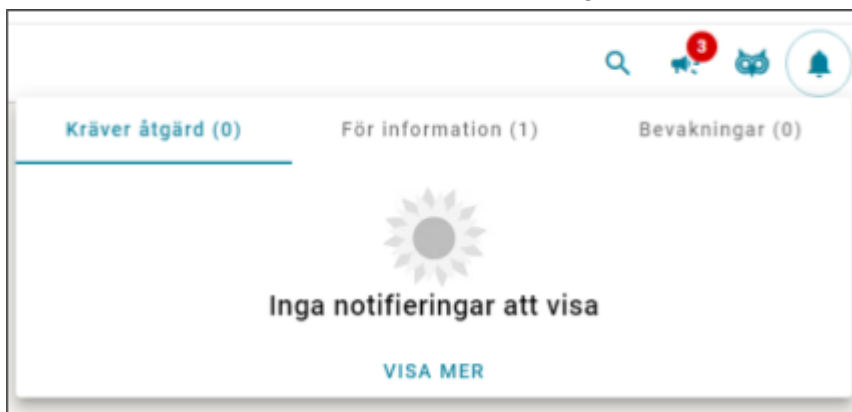 3
Kräver åtgärd (0) För information (1) Bevakningar (0)
Inga notifieringar att visa
VISA MER